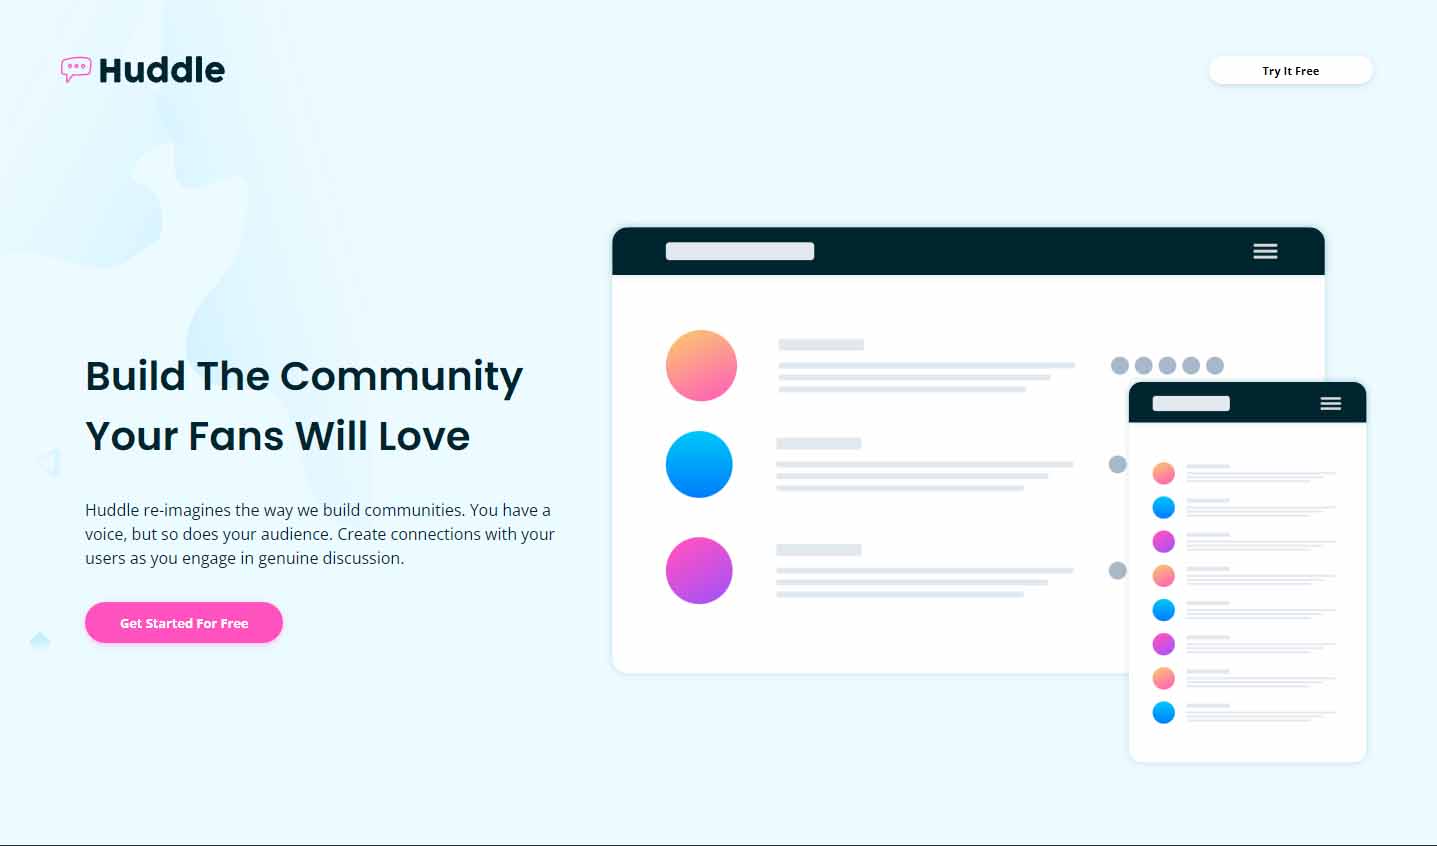 Huddle
Try It Free
Build The Community
Your Fans Will Love
Huddle re-imagines the way we build communities. You have a
voice, but so does your audience. Create connections with your
users as you engage in genuine discussion.
Get Started For Free